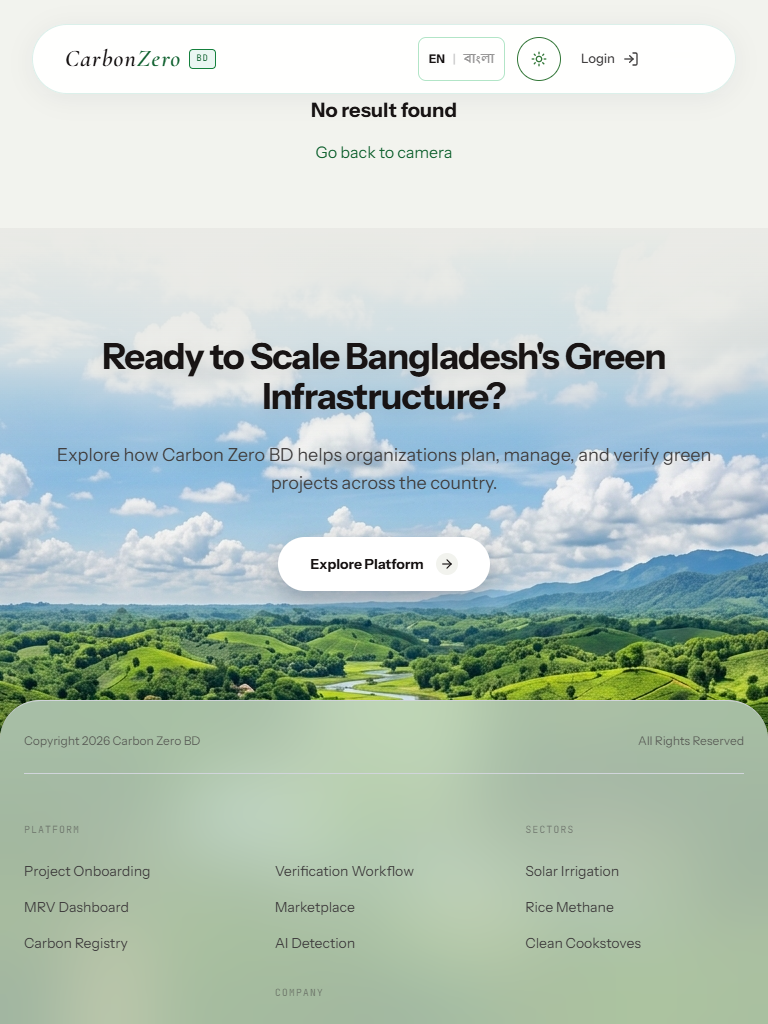 CarbonZero BD
EN | বাংলা
Login
No result found
Go back to camera
Ready to Scale Bangladesh's Green
Infrastructure?
Explore how Carbon Zero BD helps organizations plan, manage, and verify green
projects across the country.
Explore Platform
Copyright 2026 Carbon Zero BD
All Rights Reserved
PLATFORM
Project Onboarding
MRV Dashboard
Carbon Registry
Verification Workflow
Marketplace
AI Detection
SECTORS
Solar Irrigation
Rice Methane
Clean Cookstoves
COMPANY